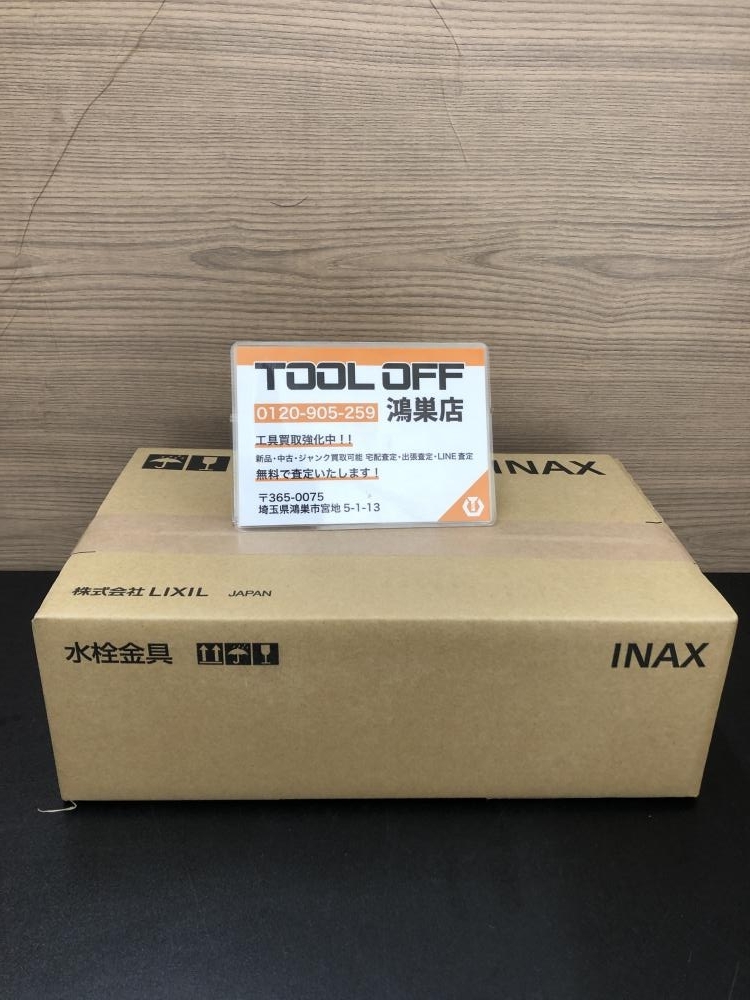 TOOL OFF
0120-905-259 鴻巣店
工具買取強化中！！
新品・中古・ジャンク買取可能 宅配査定・出張査定・LINE査定
無料で査定いたします！
〒365-0075
埼玉県鴻巣市宮地 5-1-13
INAX
株式会社 LIXIL JAPAN
水栓金具 INAX